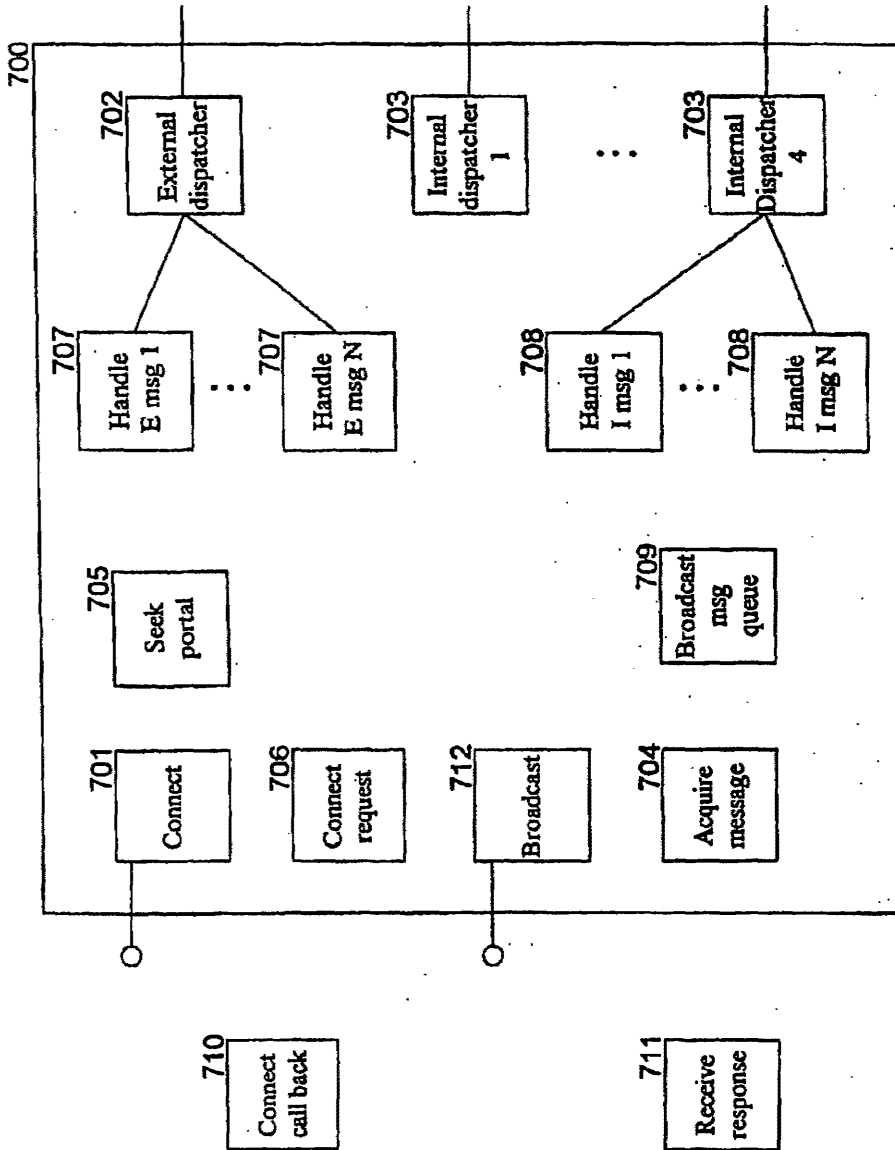 700
702
External
dispatcher
703
Internal
dispatcher
1
703
Internal
Dispatcher
4
707
Handle
E msg 1
707
Handle
E msg N
708
Handle
I msg 1
708
Handle
I msg N
705
Seek
portal
709
Broadcast
msg
queue
701
Connect
706
Connect
request
712
Broadcast
704
Acquire
message
710
Connect
call back
711
Receive
response